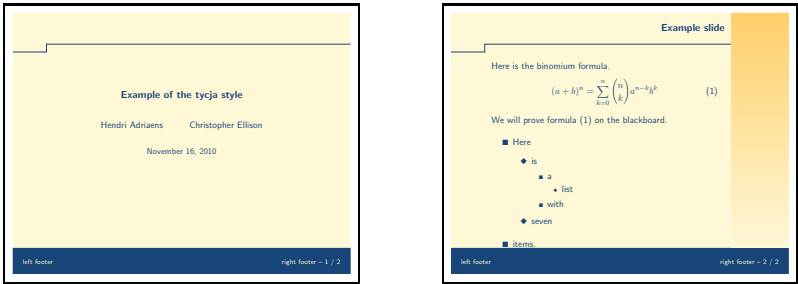 Example of the tycja style
Hendri Adriaens Christopher Ellison
November 16, 2010
left footer right footer – 1 / 2
Example slide
Here is the binomium formula.
(a + b)^n = ∑_{k=0}^{n} \binom{n}{k} a^{n−k} b^k (1)
We will prove formula (1) on the blackboard.
■ Here
◆ is
■ a
◆ list
■ with
◆ seven
■ items.
left footer right footer – 2 / 2